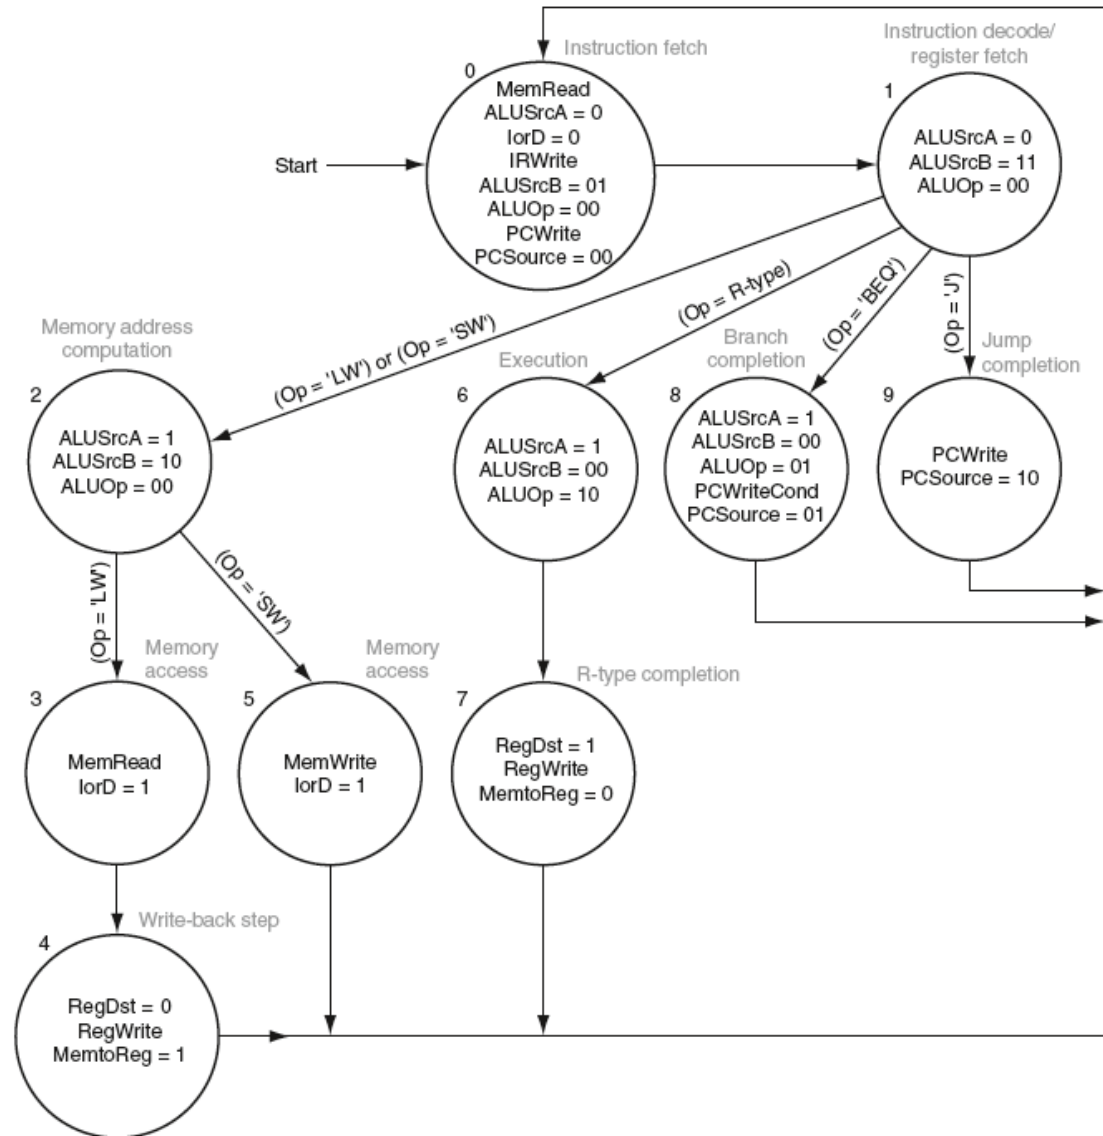 Instruction fetch
Instruction decode/
register fetch
0
MemRead
ALUSrcA = 0
IorD = 0
IRWrite
ALUSrcB = 01
ALUOp = 00
PCWrite
PCSource = 00
1
ALUSrcA = 0
ALUSrcB = 11
ALUOp = 00
Start
(Op = 'LW') or (Op = 'SW')
(Op = R-type)
(Op = 'BEQ')
(Op = 'J')
Memory address
computation
2
ALUSrcA = 1
ALUSrcB = 10
ALUOp = 00
Execution
6
ALUSrcA = 1
ALUSrcB = 00
ALUOp = 10
Branch
completion
8
ALUSrcA = 1
ALUSrcB = 00
ALUOp = 01
PCWriteCond
PCSource = 01
Jump
completion
9
PCWrite
PCSource = 10
(Op = 'LW')
(Op = 'SW')
Memory
access
3
MemRead
IorD = 1
Memory
access
5
MemWrite
IorD = 1
R-type completion
7
RegDst = 1
RegWrite
MemtoReg = 0
Write-back step
4
RegDst = 0
RegWrite
MemtoReg = 1